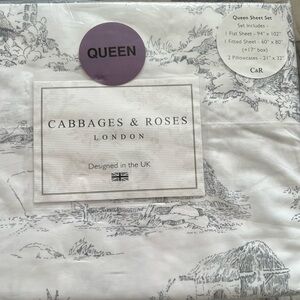 QUEEN
Queen Sheet Set
Set Includes -
1 Flat Sheet - 94" x 102"
1 Fitted Sheet - 60" x 80"
(+17" box)
2 Pillowcases - 21" x 32"
C&R
CABBAGES & ROSES
LONDON
Designed in the UK